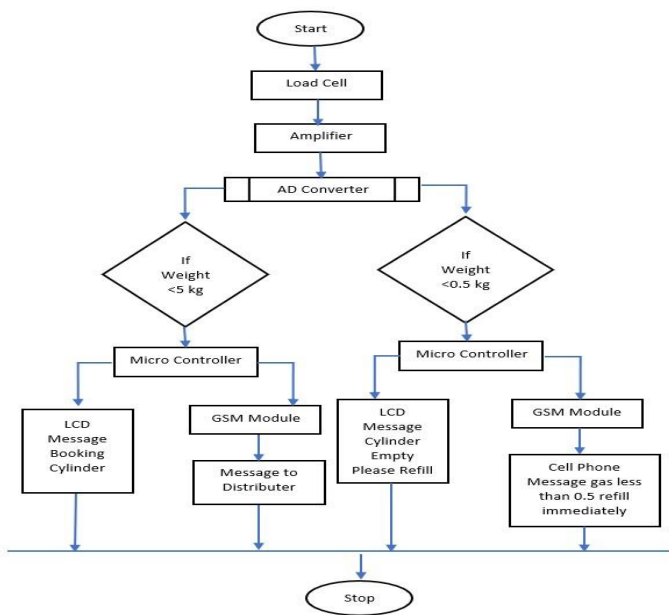 Start
Load Cell
Amplifier
AD Converter
If
Weight
<5 kg
If
Weight
<0.5 kg
Micro Controller
Micro Controller
LCD
Message
Booking
Cylinder
GSM Module
Message to
Distributer
LCD
Message
Cylinder
Empty
Please Refill
GSM Module
Cell Phone
Message gas less
than 0.5 refill
immediately
Stop